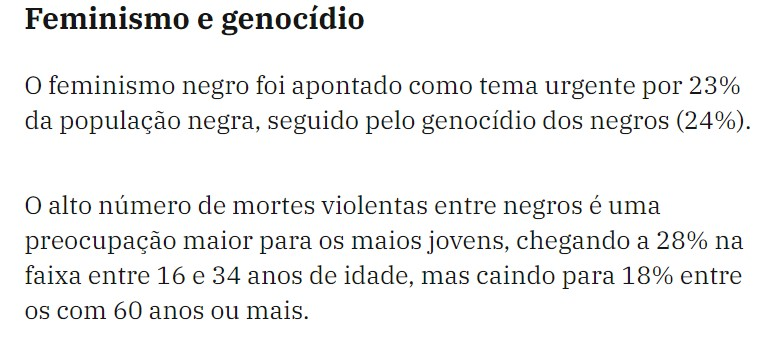 Feminismo e genocídio
O feminismo negro foi apontado como tema urgente por 23%
da população negra, seguido pelo genocídio dos negros (24%).
O alto número de mortes violentas entre negros é uma
preocupação maior para os maios jovens, chegando a 28% na
faixa entre 16 e 34 anos de idade, mas caindo para 18% entre
os com 60 anos ou mais.